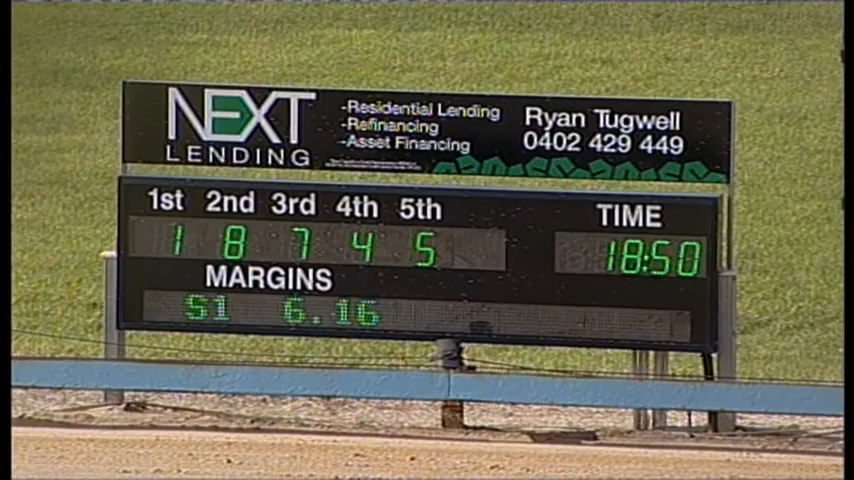 NEXT
LENDING
-Residential Lending
-Refinancing
-Asset Financing
Ryan Tugwell
0402 429 449
1st 2nd 3rd 4th 5th
TIME
1 8 7 4 5
18:50
MARGINS
S1 6.16